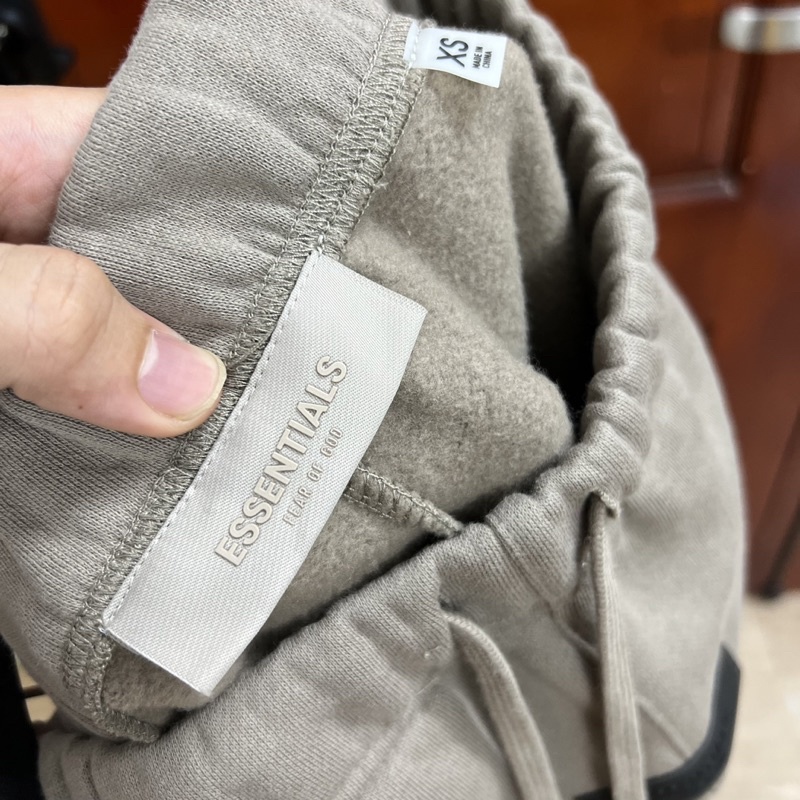 XS
MADE IN
CHINA
ESSENTIALS
FEAR OF GOD